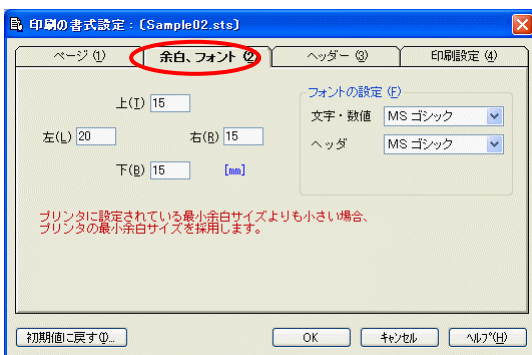 印刷の書式設定：〔Sample02.sts〕
ページ(1) 余白、フォント(2) ヘッダー(3) 印刷設定(4)
上(T) 15
左(L) 20 右(R) 15
下(B) 15 [mm]
フォントの設定(F)
文字・数値 MS ゴシック
ヘッダ MS ゴシック
プリンタに設定されている最小余白サイズよりも小さい場合、
プリンタの最小余白サイズを採用します。
初期値に戻す(I)... OK キャンセル ヘルプ(H)